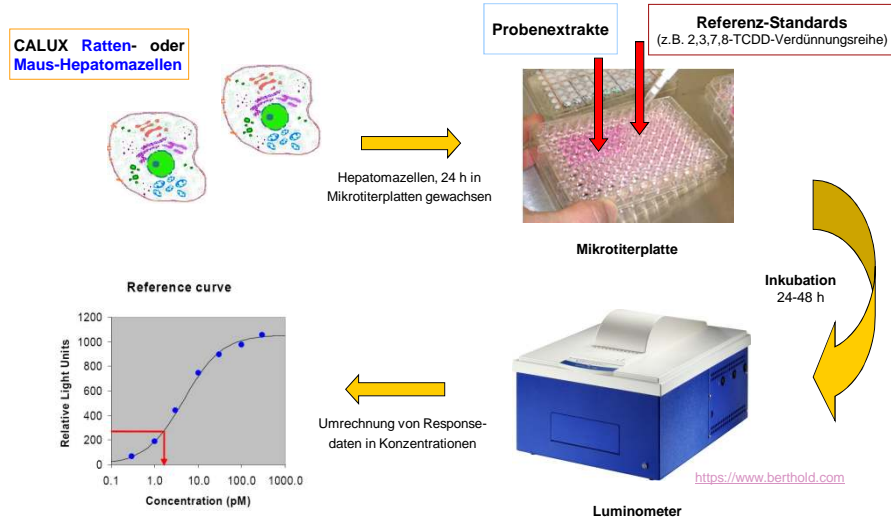 CALUX Ratten- oder
Maus-Hepatomazellen
Probenextrakte
Referenz-Standards
(z.B. 2,3,7,8-TCDD-Verdünnungsreihe)
Hepatomazellen, 24 h in
Mikrotiterplatten gewachsen
Mikrotiterplatte
Inkubation
24-48 h
Reference curve
Relative Light Units
1200
1000
800
600
400
200
0
0.1 1.0 10.0 100.0 1000.0
Concentration (pM)
Umrechnung von Response-
daten in Konzentrationen
https://www.berthold.com
Luminometer